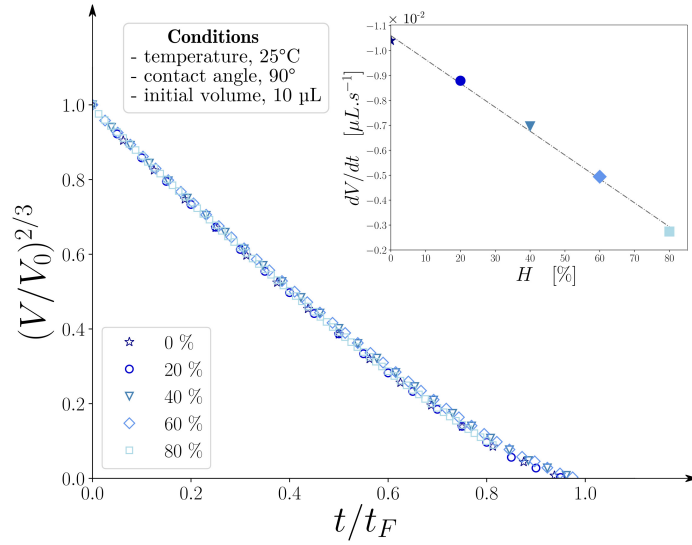 Conditions
- temperature, 25°C
- contact angle, 90°
- initial volume, 10 µL
× 10⁻²
−1.1
−1.0
−0.9
−0.8
−0.7
−0.6
−0.5
−0.4
−0.3
−0.2
dV/dt [µL.s⁻¹]
0 10 20 30 40 50 60 70 80
H [%]
(V/V₀)^{2/3}
1.0
0.8
0.6
0.4
0.2
0.0
0 %
20 %
40 %
60 %
80 %
0.0 0.2 0.4 0.6 0.8 1.0
t/t_F